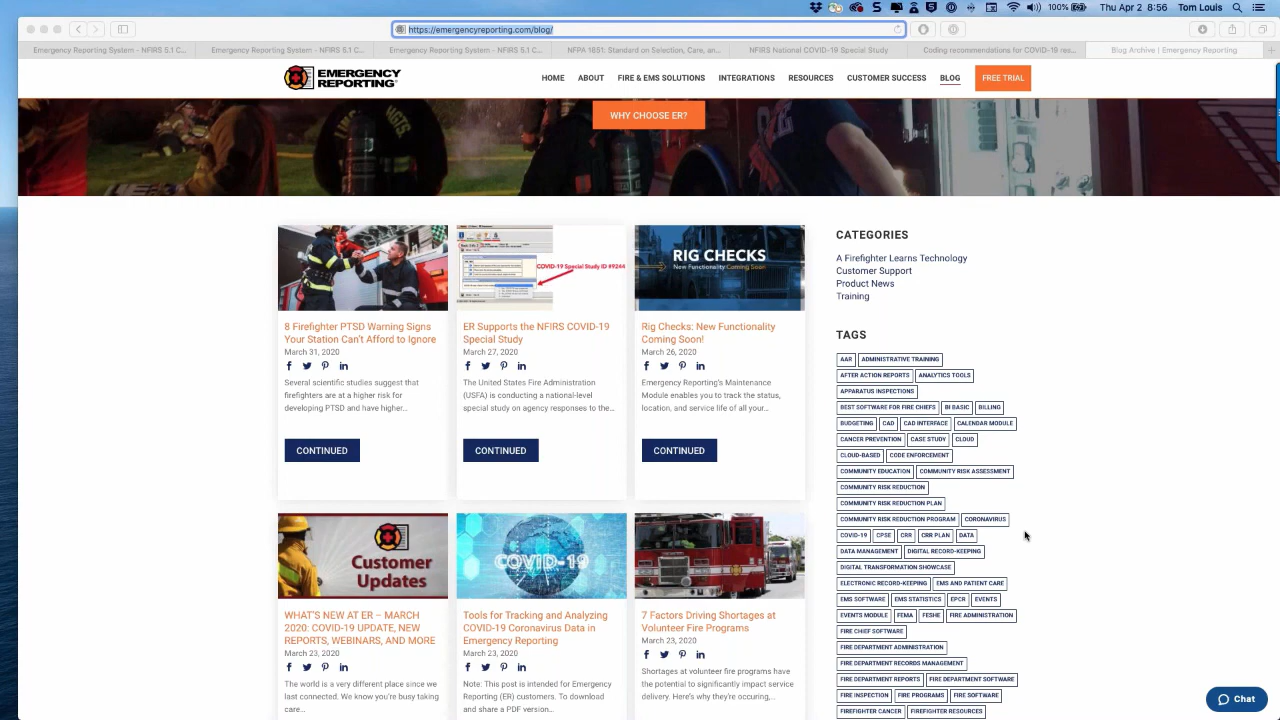 https://emergencyreporting.com/blog/
Emergency Reporting System - NFIRS 5.1 C...
Emergency Reporting System - NFIRS 5.1 C...
Emergency Reporting System - NFIRS 5.1 C...
NFPA 1851: Standard on Selection, Care, an...
NFIRS National COVID-19 Special Study
Coding recommendations for COVID-19 res...
Blog Archive | Emergency Reporting
EMERGENCY
REPORTING
HOME ABOUT FIRE & EMS SOLUTIONS INTEGRATIONS RESOURCES CUSTOMER SUCCESS BLOG FREE TRIAL
WHY CHOOSE ER?
COVID-19 Special Study ID #9244
RIG CHECKS
New Functionality Coming Soon
8 Firefighter PTSD Warning Signs
Your Station Can't Afford to Ignore
March 31, 2020
Several scientific studies suggest that
firefighters are at a higher risk for
developing PTSD and have higher...
CONTINUED
ER Supports the NFIRS COVID-19
Special Study
March 27, 2020
The United States Fire Administration
(USFA) is conducting a national-level
special study on agency responses to the...
CONTINUED
Rig Checks: New Functionality
Coming Soon!
March 26, 2020
Emergency Reporting's Maintenance
Module enables you to track the status,
location, and service life of all your...
CONTINUED
Customer
Updates
WHAT'S NEW AT ER – MARCH
2020: COVID-19 UPDATE, NEW
REPORTS, WEBINARS, AND MORE
March 23, 2020
The world is a very different place since we
last connected. We know you're busy taking
care...
COVID-19
Tools for Tracking and Analyzing
COVID-19 Coronavirus Data in
Emergency Reporting
March 23, 2020
Note: This post is intended for Emergency
Reporting (ER) customers. To download
and share a PDF version...
7 Factors Driving Shortages at
Volunteer Fire Programs
March 23, 2020
Shortages at volunteer fire programs have
the potential to significantly impact service
delivery. Here's why they're occuring,...
CATEGORIES
A Firefighter Learns Technology
Customer Support
Product News
Training
TAGS
AAR ADMINISTRATIVE TRAINING
AFTER ACTION REPORTS ANALYTICS TOOLS
APPARATUS INSPECTIONS
BEST SOFTWARE FOR FIRE CHIEFS BI BASIC BILLING
BUDGETING CAD CAD INTERFACE CALENDAR MODULE
CANCER PREVENTION CASE STUDY CLOUD
CLOUD-BASED CODE ENFORCEMENT
COMMUNITY EDUCATION COMMUNITY RISK ASSESSMENT
COMMUNITY RISK REDUCTION
COMMUNITY RISK REDUCTION PLAN
COMMUNITY RISK REDUCTION PROGRAM CORONAVIRUS
COVID-19 CPSE CRR CRR PLAN DATA
DATA MANAGEMENT DIGITAL RECORD-KEEPING
DIGITAL TRANSFORMATION SHOWCASE
ELECTRONIC RECORD-KEEPING EMS AND PATIENT CARE
EMS SOFTWARE EMS STATISTICS EPCR EVENTS
EVENTS MODULE FEMA FESHE FIRE ADMINISTRATION
FIRE CHIEF SOFTWARE
FIRE DEPARTMENT ADMINISTRATION
FIRE DEPARTMENT RECORDS MANAGEMENT
FIRE DEPARTMENT REPORTS FIRE DEPARTMENT SOFTWARE
FIRE INSPECTION FIRE PROGRAMS FIRE SOFTWARE
FIREFIGHTER CANCER FIREFIGHTER RESOURCES
Chat